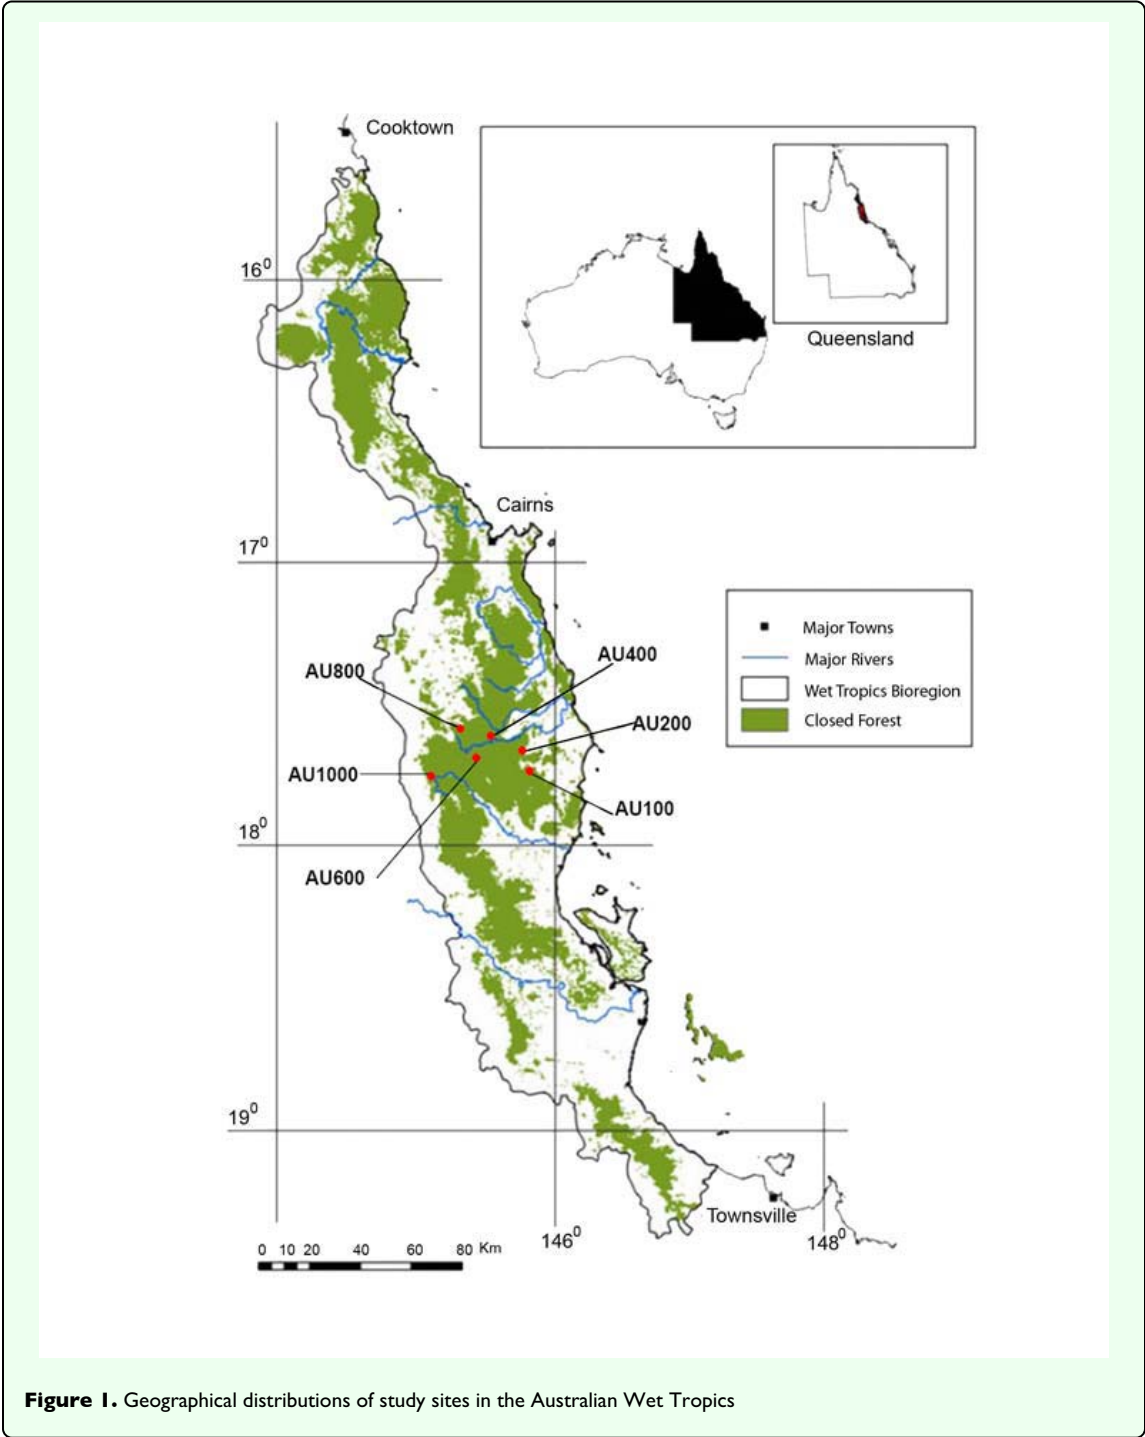 Cooktown
16⁰
Queensland
Cairns
17⁰
Major Towns
Major Rivers
Wet Tropics Bioregion
Closed Forest
AU400
AU800
AU200
AU1000
AU100
18⁰
AU600
19⁰
Townsville
146⁰
148⁰
0 10 20 40 60 80 Km
Figure 1. Geographical distributions of study sites in the Australian Wet Tropics